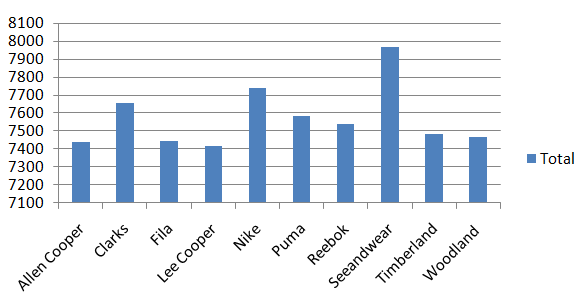 8100
8000
7900
7800
7700
7600
7500
7400
7300
7200
7100
Total
Allen Cooper
Clarks
Fila
Lee Cooper
Nike
Puma
Reebok
Seeandwear
Timberland
Woodland